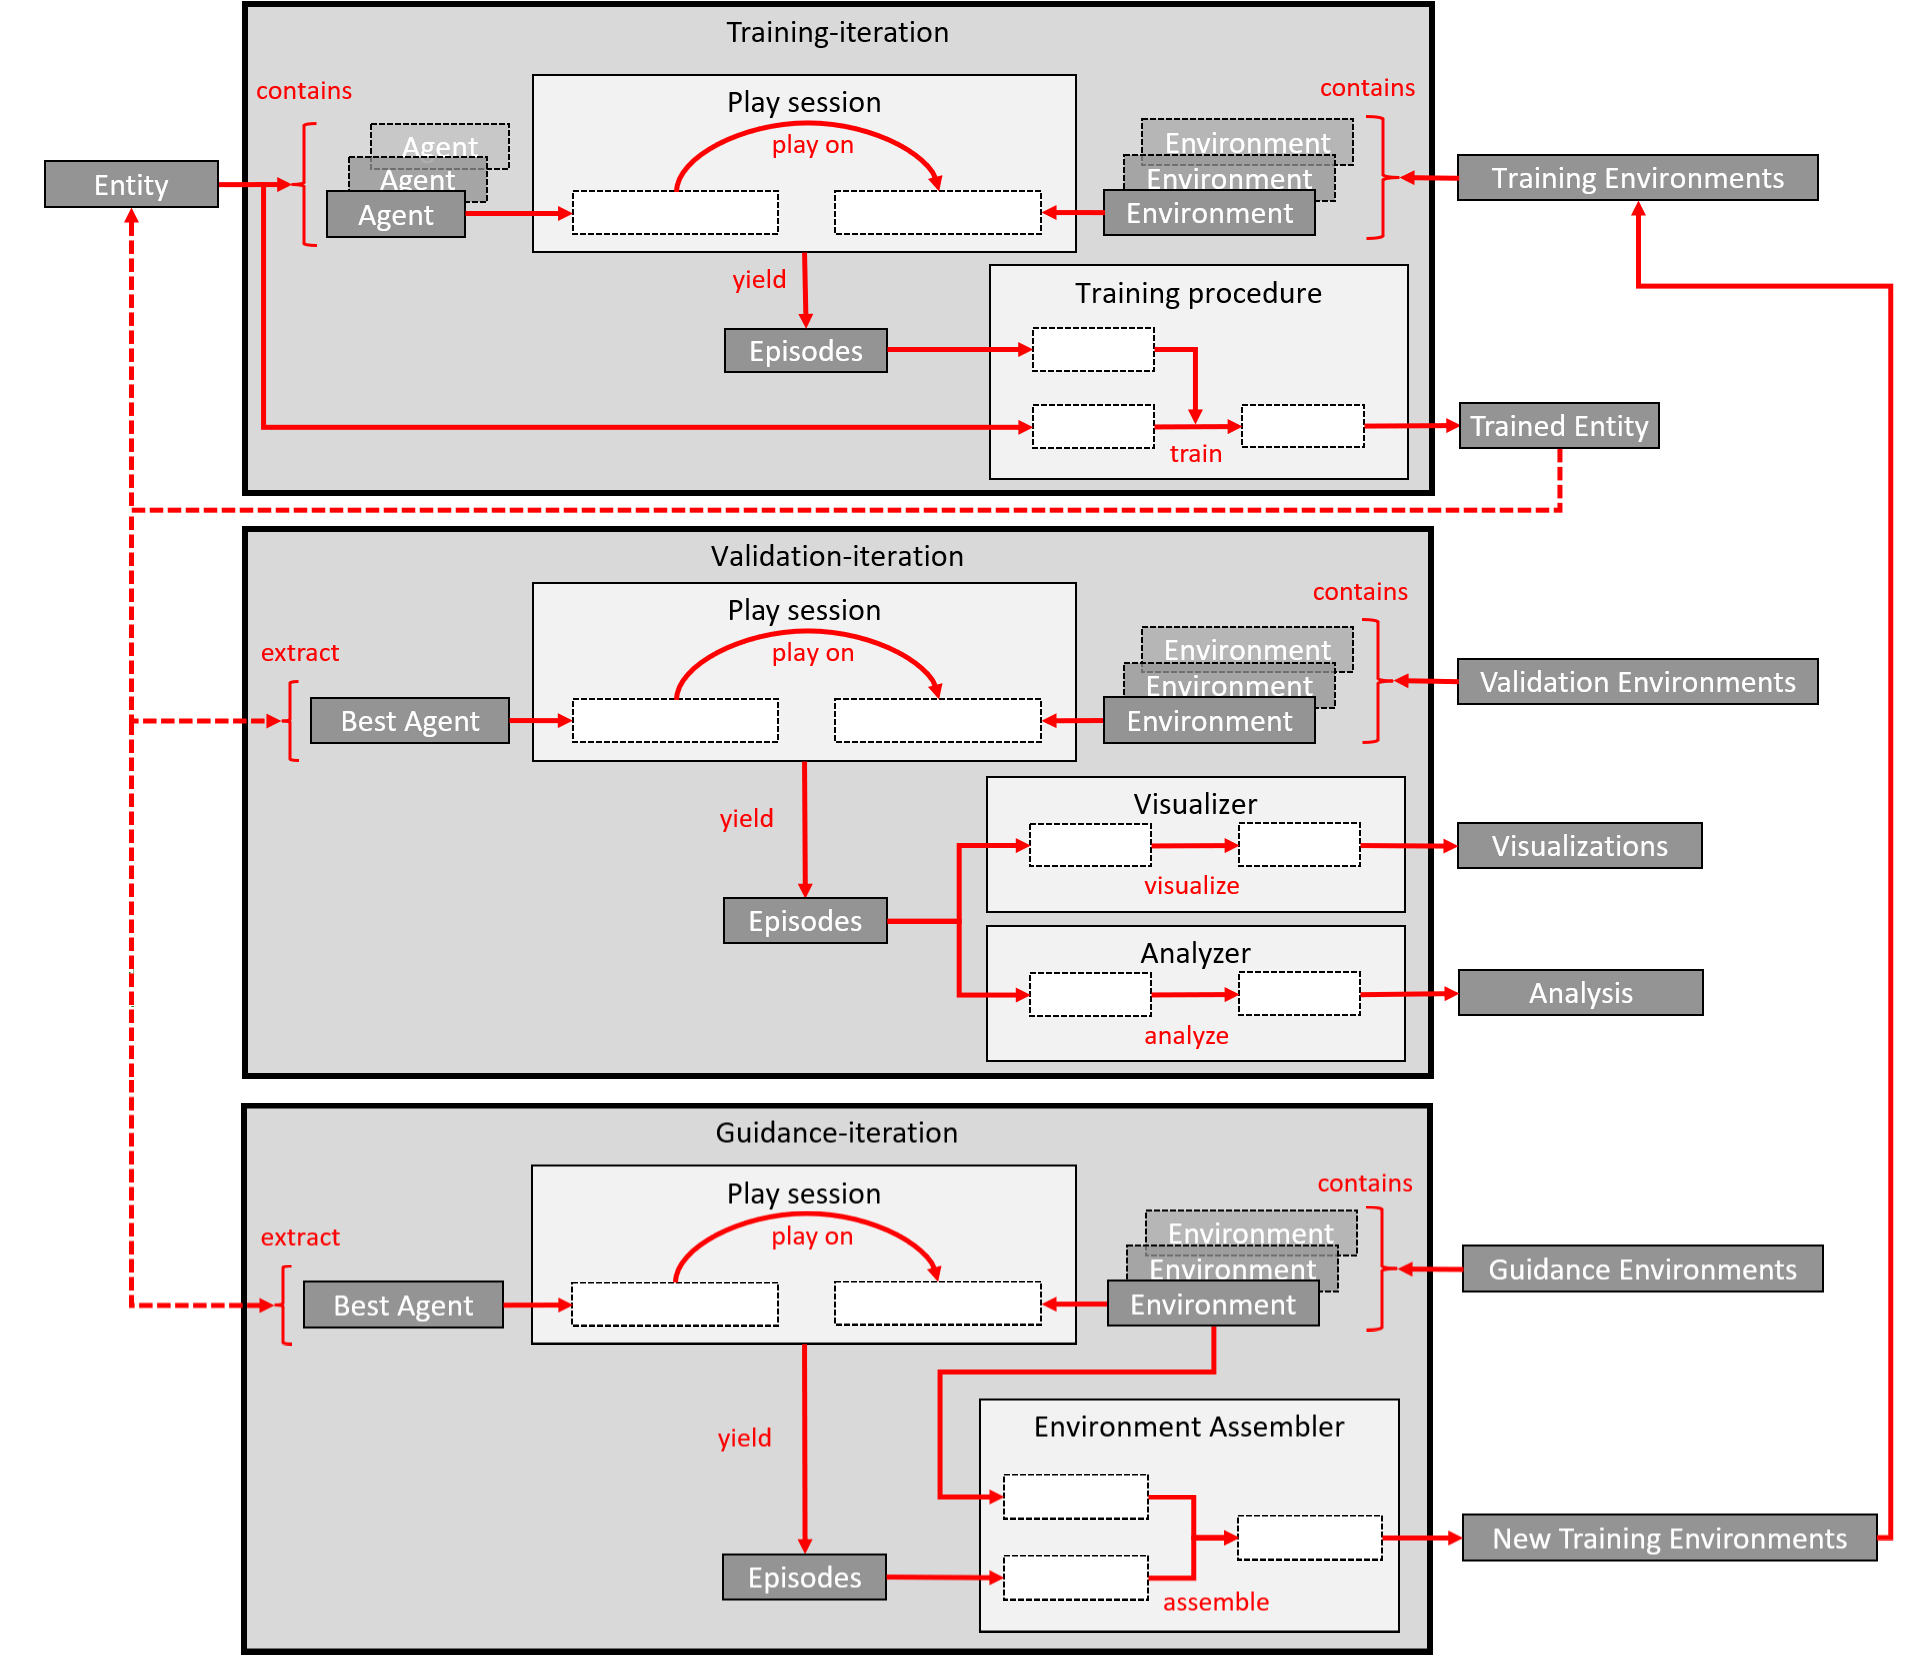 Training-iteration
contains
Play session
contains
play on
Agent
Agent
Agent
Environment
Environment
Environment
Entity
Training Environments
yield
Training procedure
Episodes
train
Trained Entity
Validation-iteration
Play session
contains
play on
extract
Environment
Environment
Environment
Best Agent
Validation Environments
yield
Visualizer
visualize
Visualizations
Episodes
Analyzer
analyze
Analysis
Guidance-iteration
Play session
contains
play on
extract
Environment
Environment
Environment
Best Agent
Guidance Environments
yield
Environment Assembler
New Training Environments
Episodes
assemble